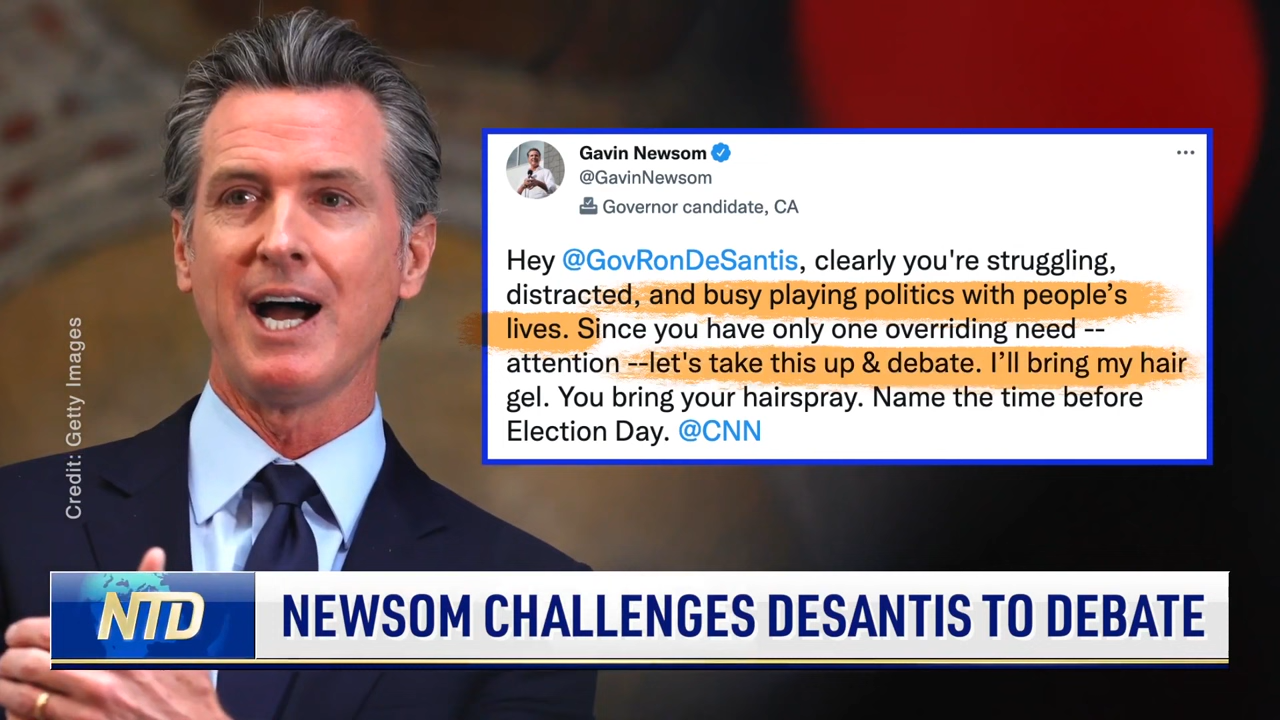 Gavin Newsom
@GavinNewsom
Governor candidate, CA
Hey @GovRonDeSantis, clearly you're struggling,
distracted, and busy playing politics with people’s
lives. Since you have only one overriding need --
attention --let's take this up & debate. I’ll bring my hair
gel. You bring your hairspray. Name the time before
Election Day. @CNN
Credit: Getty Images
NTD
NEWSOM CHALLENGES DESANTIS TO DEBATE